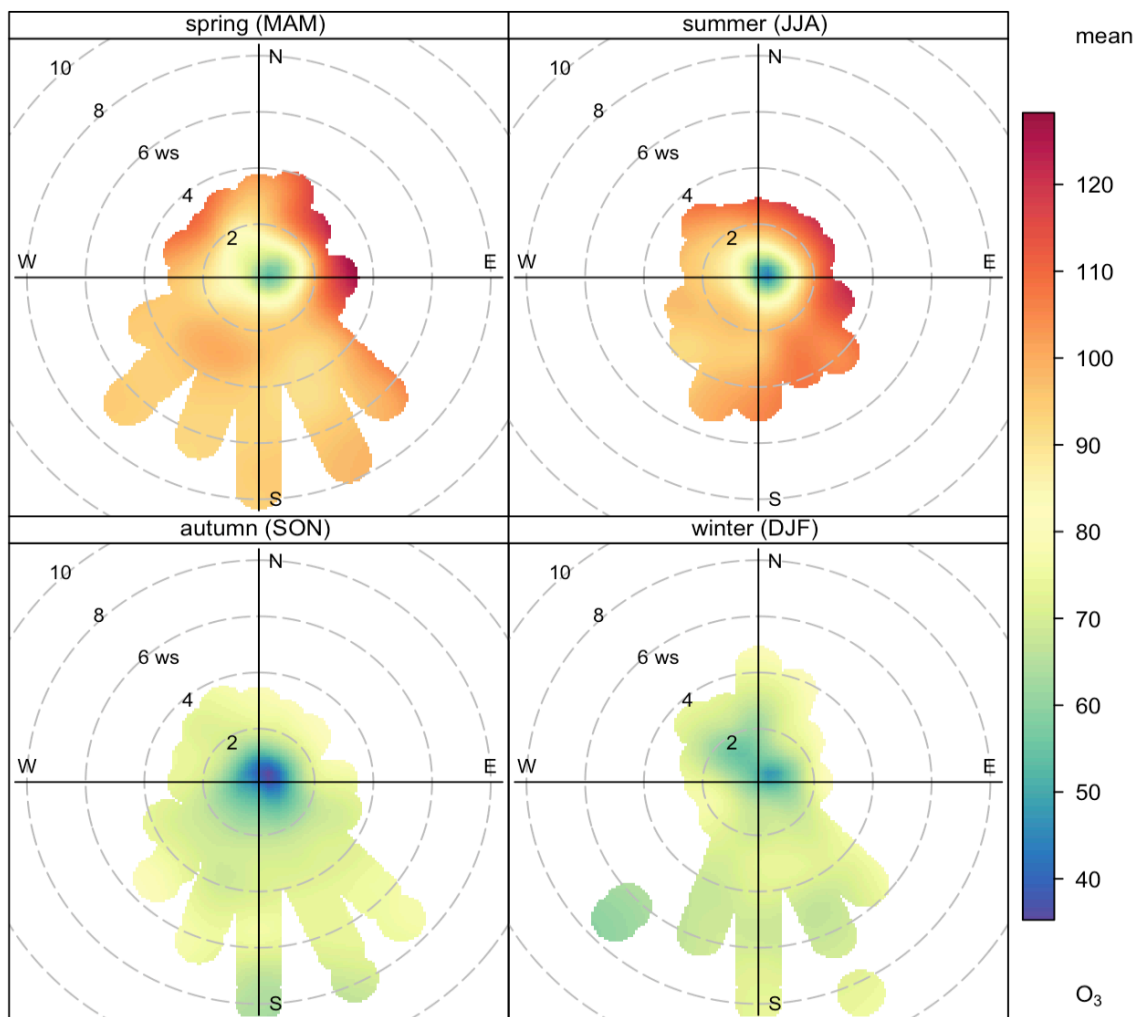 spring (MAM)
N
10
8
6 ws
4
2
W
E
S
summer (JJA)
N
10
8
6 ws
4
2
W
E
S
autumn (SON)
N
10
8
6 ws
4
2
W
E
S
winter (DJF)
N
10
8
6 ws
4
2
W
E
S
mean
120
110
100
90
80
70
60
50
40
O₃